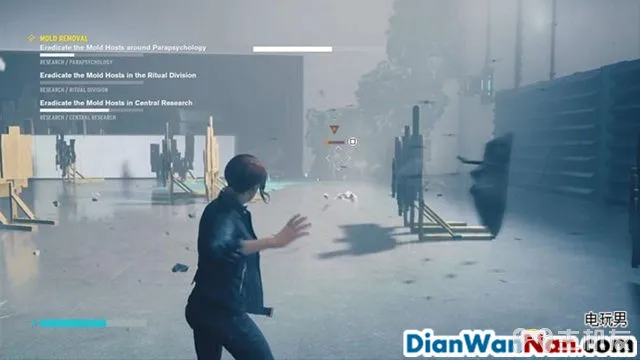 MOLD REMOVAL
Eradicate the Mold Hosts around Parapsychology
RESEARCH / PARAPSYCHOLOGY
Eradicate the Mold Hosts in the Ritual Division
RESEARCH / RITUAL DIVISION
Eradicate the Mold Hosts in Central Research
RESEARCH / CENTRAL RESEARCH
电玩男
DianWanNan.com